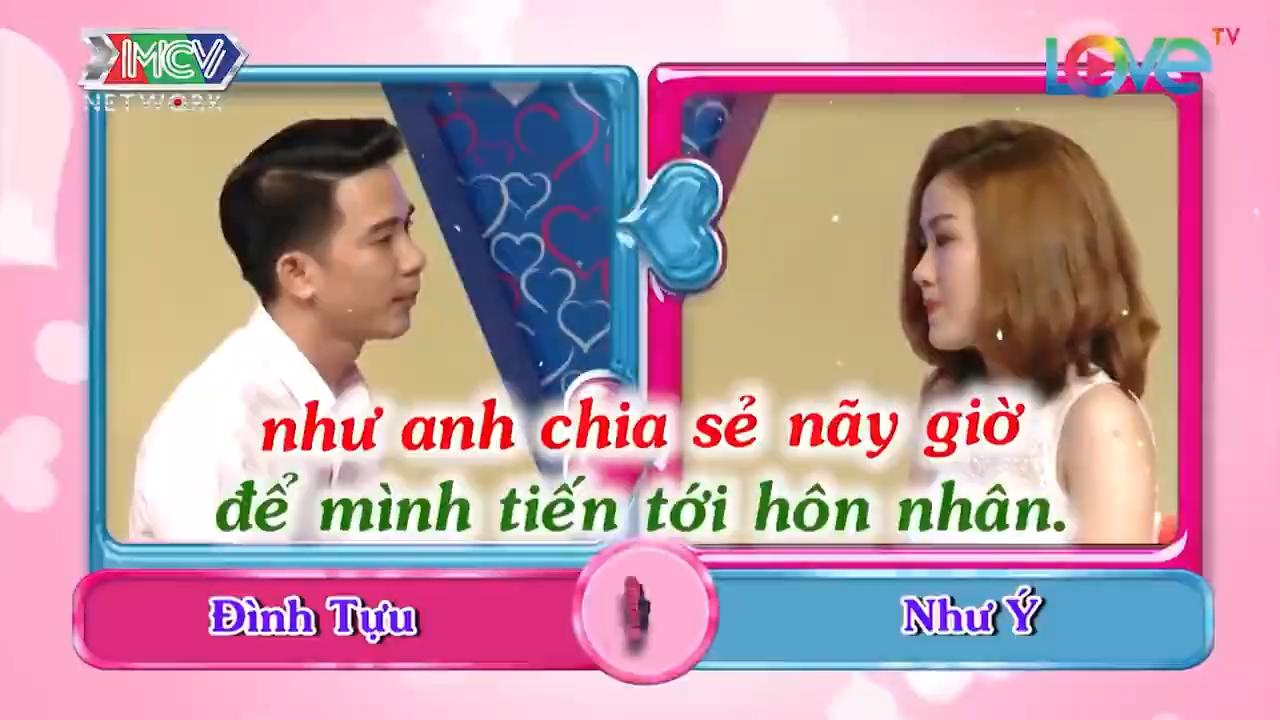 MCV
NETWORK
LOVE TV
như anh chia sẻ nãy giờ
để mình tiến tới hôn nhân.
Đình Tựu
Như Ý